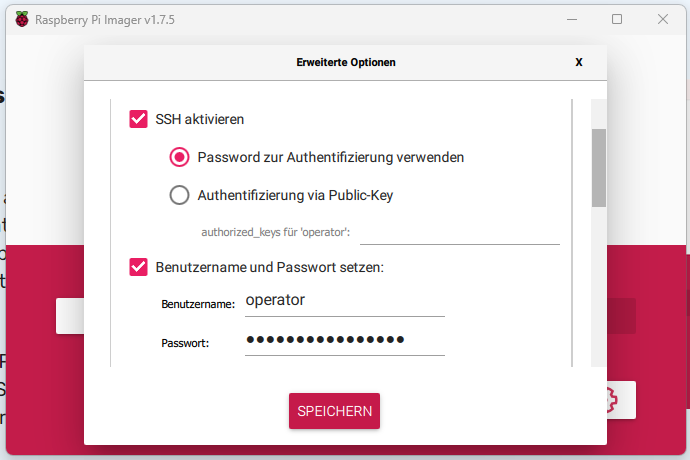 Raspberry Pi Imager v1.7.5
Erweiterte Optionen
X
SSH aktivieren
Password zur Authentifizierung verwenden
Authentifizierung via Public-Key
authorized_keys für 'operator':
Benutzername und Passwort setzen:
Benutzername: operator
Passwort: ●●●●●●●●●●●●●●●●
SPEICHERN